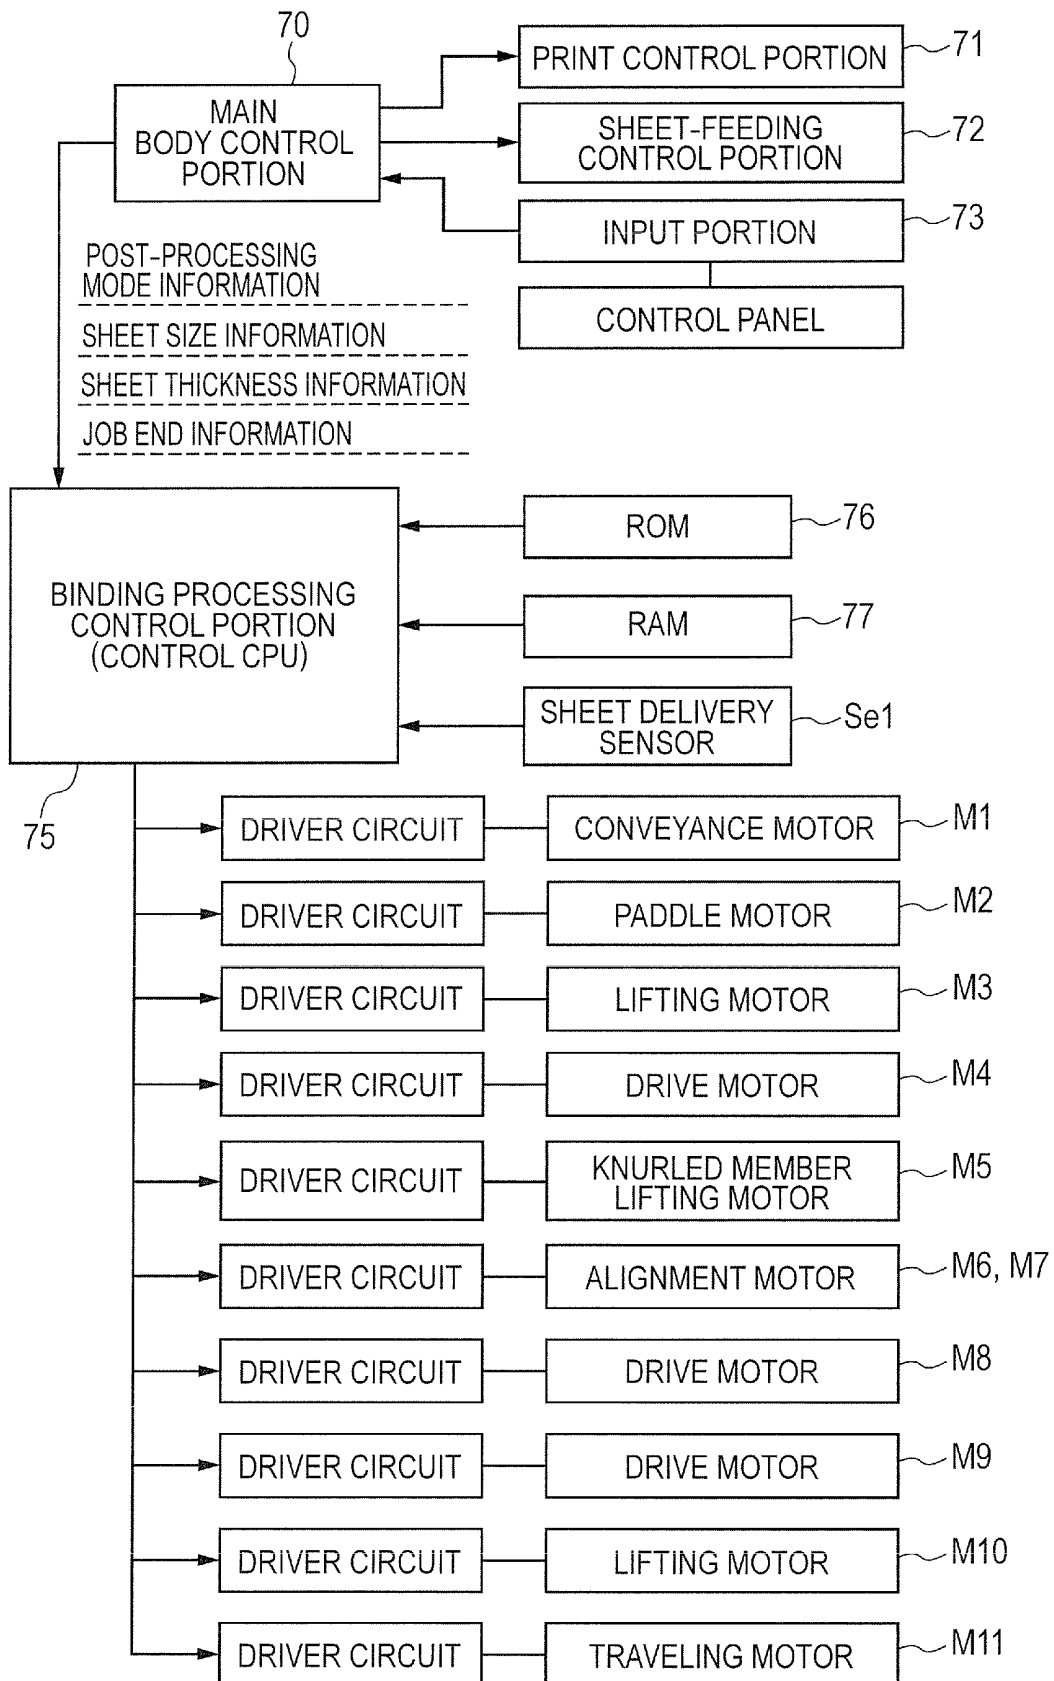 70
MAIN
BODY CONTROL
PORTION
PRINT CONTROL PORTION
71
SHEET-FEEDING
CONTROL PORTION
72
INPUT PORTION
73
CONTROL PANEL
POST-PROCESSING
MODE INFORMATION
SHEET SIZE INFORMATION
SHEET THICKNESS INFORMATION
JOB END INFORMATION
BINDING PROCESSING
CONTROL PORTION
(CONTROL CPU)
75
ROM
76
RAM
77
SHEET DELIVERY
SENSOR
Se1
DRIVER CIRCUIT
CONVEYANCE MOTOR
M1
DRIVER CIRCUIT
PADDLE MOTOR
M2
DRIVER CIRCUIT
LIFTING MOTOR
M3
DRIVER CIRCUIT
DRIVE MOTOR
M4
DRIVER CIRCUIT
KNURLED MEMBER
LIFTING MOTOR
M5
DRIVER CIRCUIT
ALIGNMENT MOTOR
M6, M7
DRIVER CIRCUIT
DRIVE MOTOR
M8
DRIVER CIRCUIT
DRIVE MOTOR
M9
DRIVER CIRCUIT
LIFTING MOTOR
M10
DRIVER CIRCUIT
TRAVELING MOTOR
M11